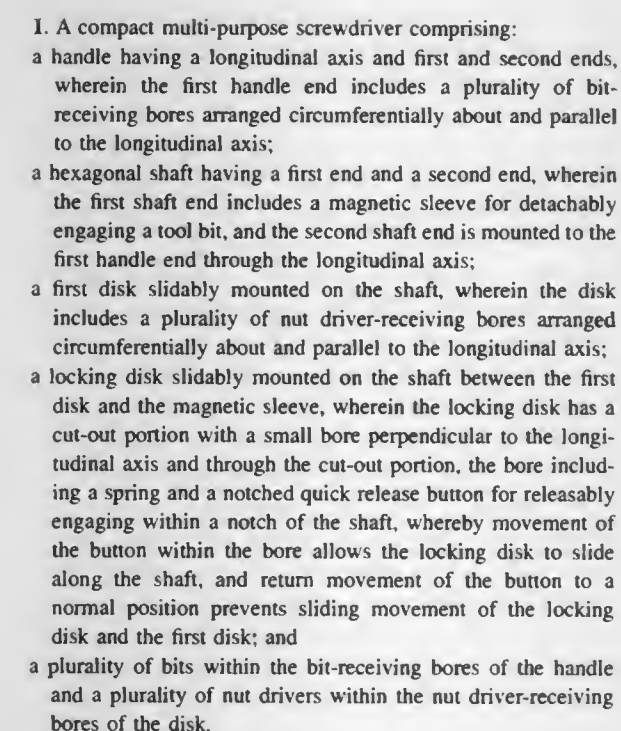 1. A compact multi-purpose screwdriver comprising:
a handle having a longitudinal axis and first and second ends,
wherein the first handle end includes a plurality of bit-
receiving bores arranged circumferentially about and parallel
to the longitudinal axis;
a hexagonal shaft having a first end and a second end, wherein
the first shaft end includes a magnetic sleeve for detachably
engaging a tool bit, and the second shaft end is mounted to the
first handle end through the longitudinal axis;
a first disk slidably mounted on the shaft, wherein the disk
includes a plurality of nut driver-receiving bores arranged
circumferentially about and parallel to the longitudinal axis;
a locking disk slidably mounted on the shaft between the first
disk and the magnetic sleeve, wherein the locking disk has a
cut-out portion with a small bore perpendicular to the longi-
tudinal axis and through the cut-out portion, the bore includ-
ing a spring and a notched quick release button for releasably
engaging within a notch of the shaft, whereby movement of
the button within the bore allows the locking disk to slide
along the shaft, and return movement of the button to a
normal position prevents sliding movement of the locking
disk and the first disk; and
a plurality of bits within the bit-receiving bores of the handle
and a plurality of nut drivers within the nut driver-receiving
bores of the disk.